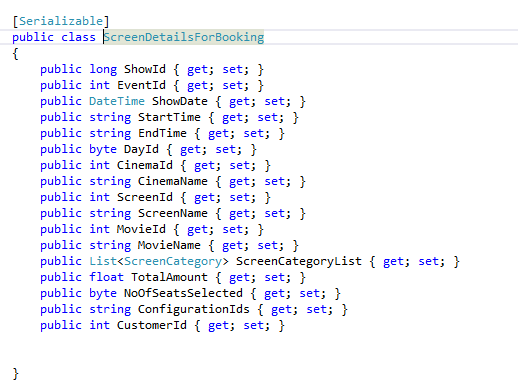 [Serializable]
public class ScreenDetailsForBooking
{
public long ShowId { get; set; }
public int EventId { get; set; }
public DateTime ShowDate { get; set; }
public string StartTime { get; set; }
public string EndTime { get; set; }
public byte DayId { get; set; }
public int CinemaId { get; set; }
public string CinemaName { get; set; }
public int ScreenId { get; set; }
public string ScreenName { get; set; }
public int MovieId { get; set; }
public string MovieName { get; set; }
public List<ScreenCategory> ScreenCategoryList { get; set; }
public float TotalAmount { get; set; }
public byte NoOfSeatsSelected { get; set; }
public string ConfigurationIds { get; set; }
public int CustomerId { get; set; }
}